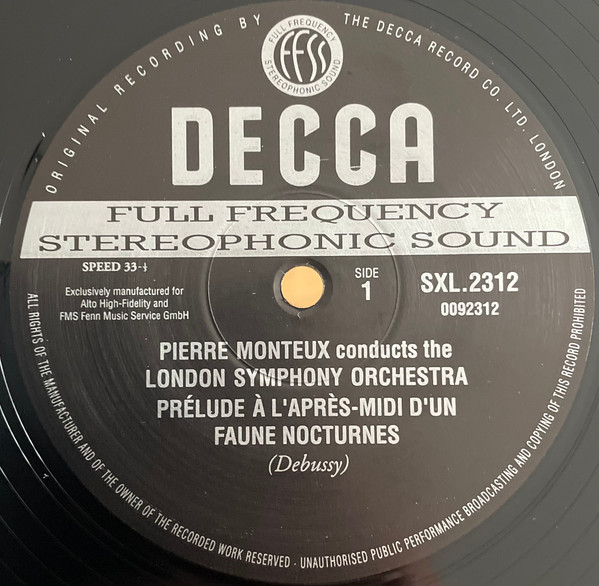 ORIGINAL RECORDING BY THE DECCA RECORD CO. LTD. LONDON
FULL FREQUENCY
FFSS
STEREOPHONIC SOUND
DECCA
FULL FREQUENCY
STEREOPHONIC SOUND
SPEED 33-⅓
Exclusively manufactured for
Alto High-Fidelity and
FMS Fenn Music Service GmbH
SIDE
1
SXL.2312
0092312
PIERRE MONTEUX conducts the
LONDON SYMPHONY ORCHESTRA
PRÉLUDE À L'APRÈS-MIDI D'UN
FAUNE NOCTURNES
(Debussy)
ALL RIGHTS OF THE MANUFACTURER AND OF THE OWNER OF THE RECORDED WORK RESERVED · UNAUTHORISED PUBLIC PERFORMANCE BROADCASTING AND COPYING OF THIS RECORD PROHIBITED